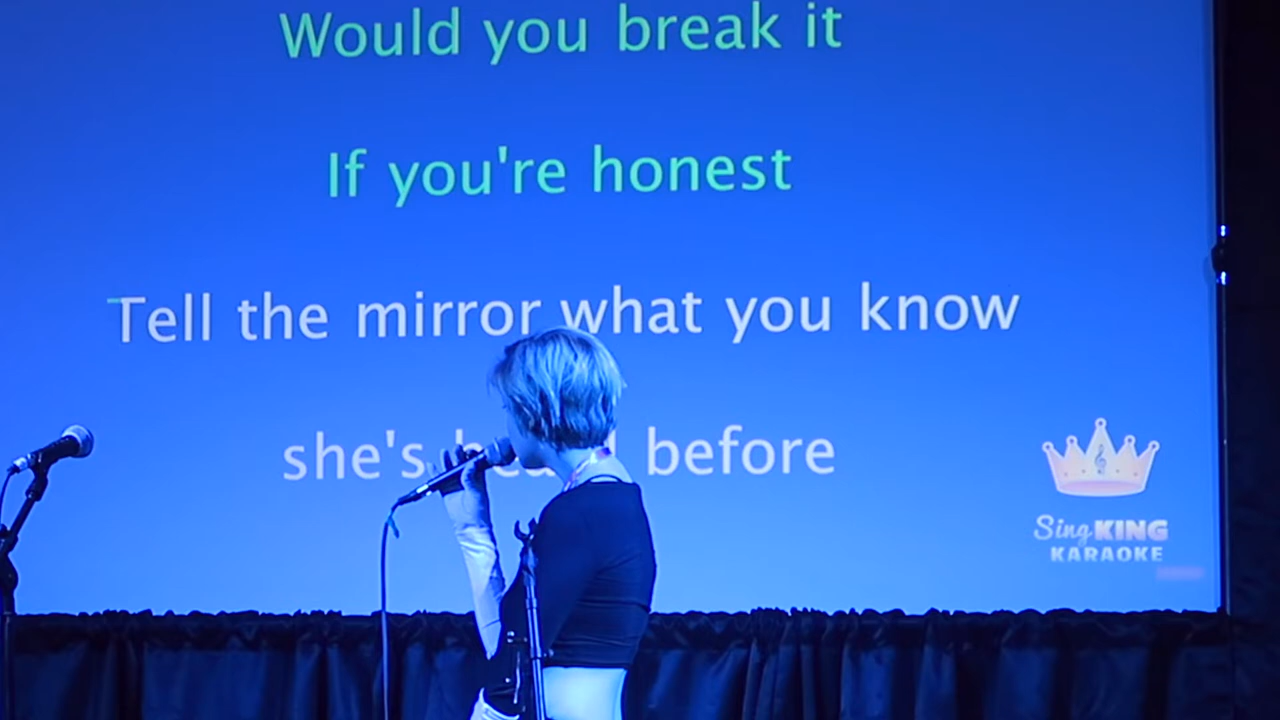 Would you break it
If you're honest
Tell the mirror what you know
she's before
Sing KING
KARAOKE